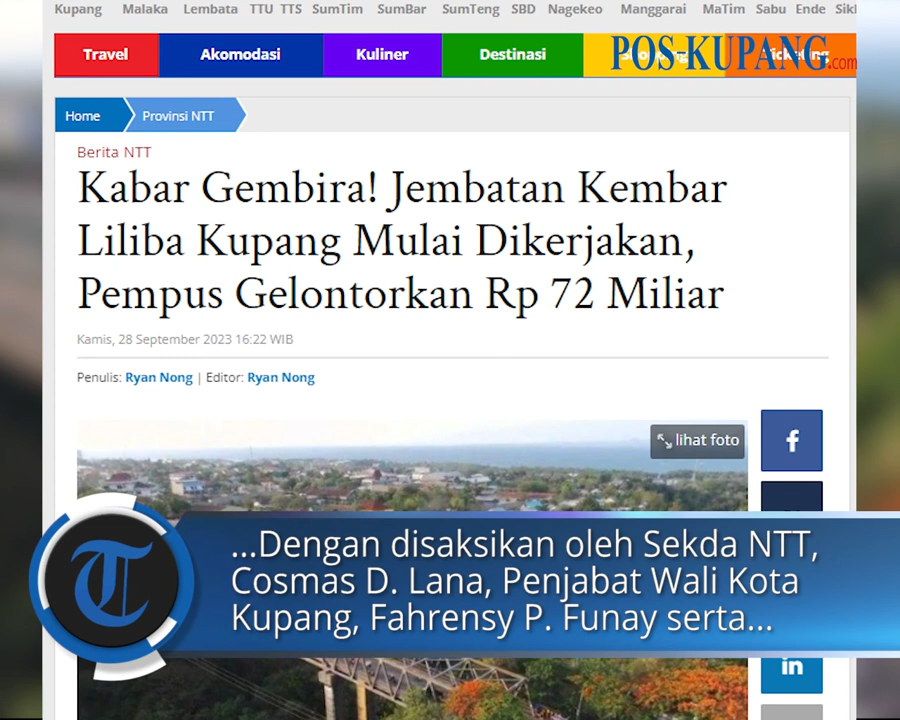 Kupang Malaka Lembata TTU TTS SumTim SumBar SumTeng SBD Nagekeo Manggarai MaTim Sabu Ende
Travel Akomodasi Kuliner Destinasi
POS-KUPANG.com
Home Provinsi NTT
Berita NTT
Kabar Gembira! Jembatan Kembar
Liliba Kupang Mulai Dikerjakan,
Pempus Gelontorkan Rp 72 Miliar
Kamis, 28 September 2023 16:22 WIB
Penulis: Ryan Nong | Editor: Ryan Nong
lihat foto
f
...Dengan disaksikan oleh Sekda NTT,
Cosmas D. Lana, Penjabat Wali Kota
Kupang, Fahrensy P. Funay serta...
T
in